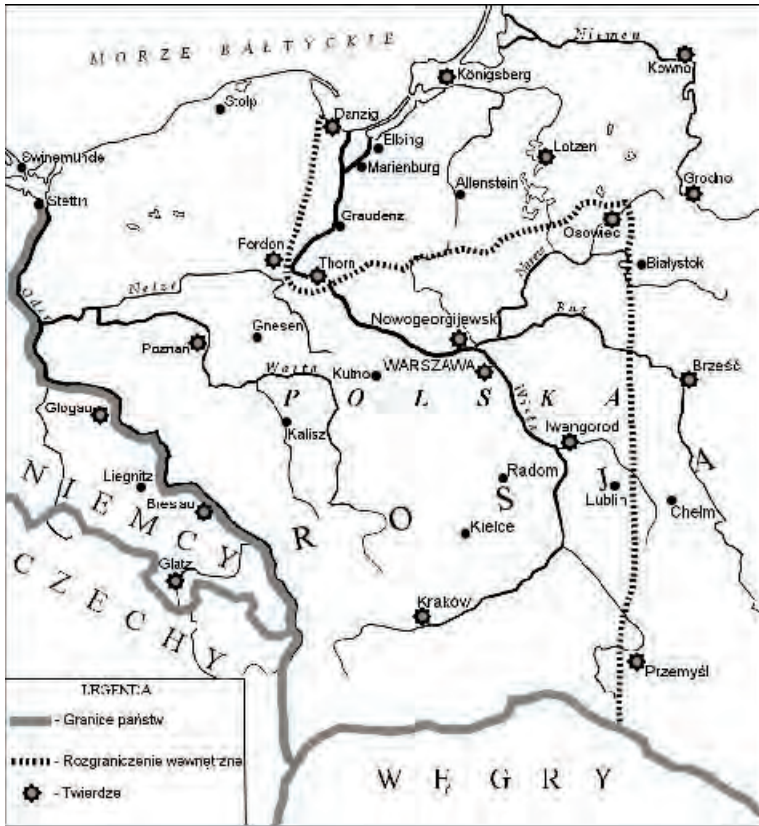 MORZE BAŁTYCKIE
Niemen
Kowno
Königsberg
Stolp
Danzig
Elbing
Marienburg
Lotzen
Swinemünde
Stettin
Allenstein
Grodno
Graudenz
Osowiec
Fordon
Thorn
Narew
Białystok
Odra
Netze
Gnesen
Nowogeorgijewsk
Bug
Poznań
Warta
Kutno
WARSZAWA
Brześć
POLSKA
Wisła
Glogau
Kalisz
Iwangorod
Liegnitz
Radom
Lublin
Chełm
Breslau
NIEMCY
ROSJA
Kielce
Glatz
CZECHY
Kraków
Przemyśl
LEGENDA
- Granice państw
- Rozgraniczenie wewnętrzne
- Twierdze
WĘGRY